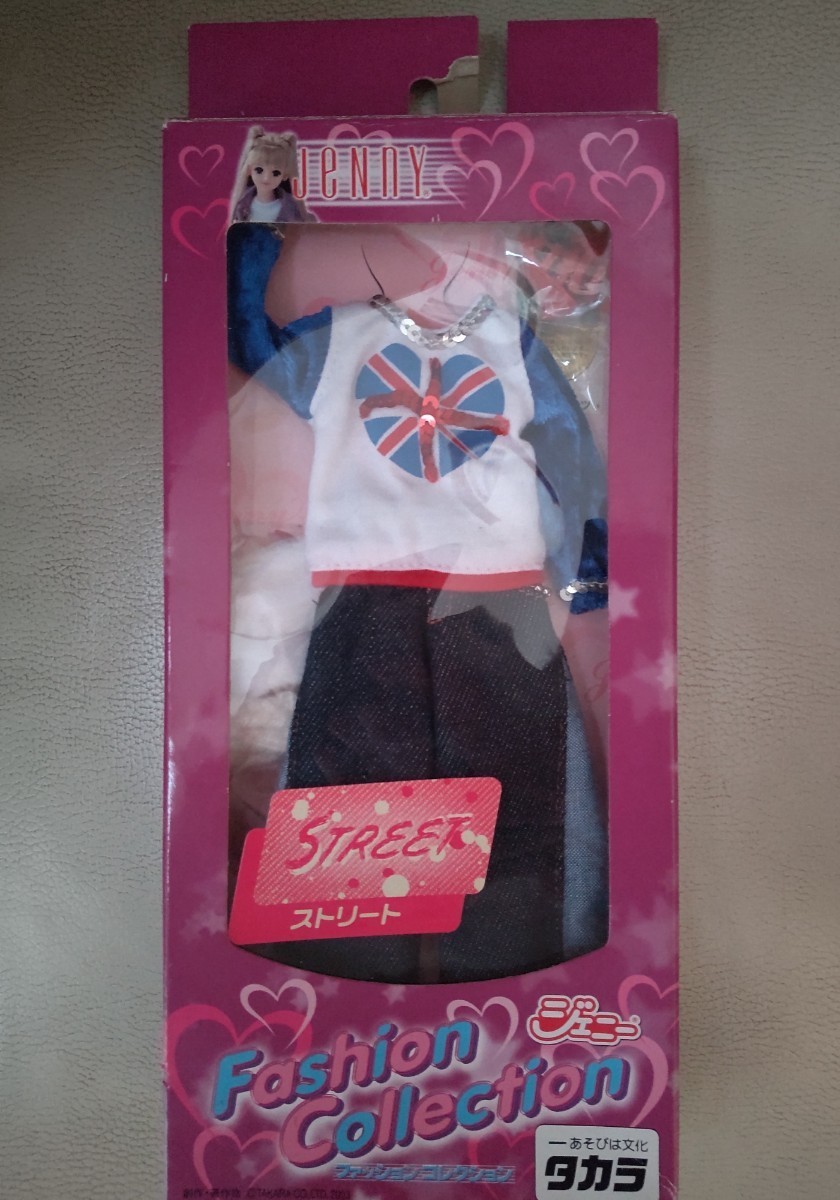 JENNY
STREET
ストリート
ジェニー
Fashion
Collection
ファッションコレクション
あそびは文化
タカラ